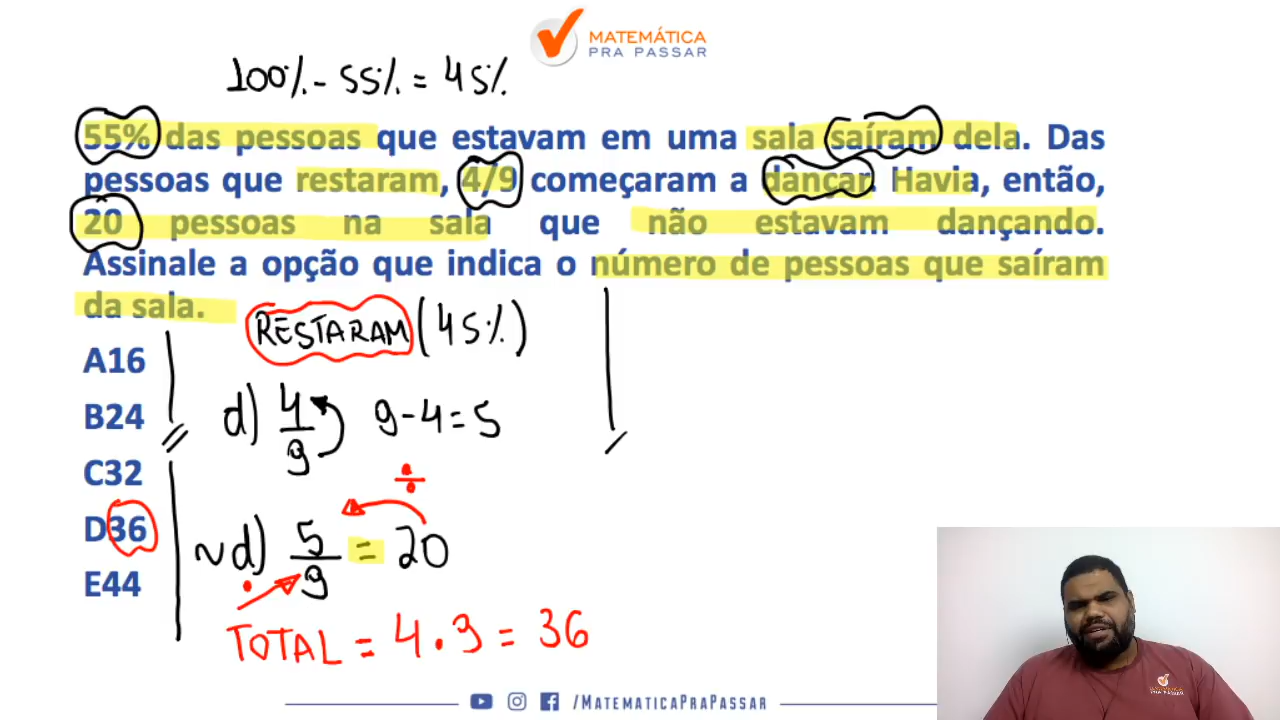 MATEMÁTICA
PRA PASSAR
100% - 55% = 45%
55% das pessoas que estavam em uma sala saíram dela. Das
pessoas que restaram, 4/9 começaram a dançar. Havia, então,
20 pessoas na sala que não estavam dançando.
Assinale a opção que indica o número de pessoas que saíram
da sala.
RESTARAM (45%)
A16
B24
C32
D36
E44
d) 4/9 9-4=5
÷
~d) 5/9 = 20
TOTAL = 4.9 = 36
/MATEMATICAPRAPASSAR